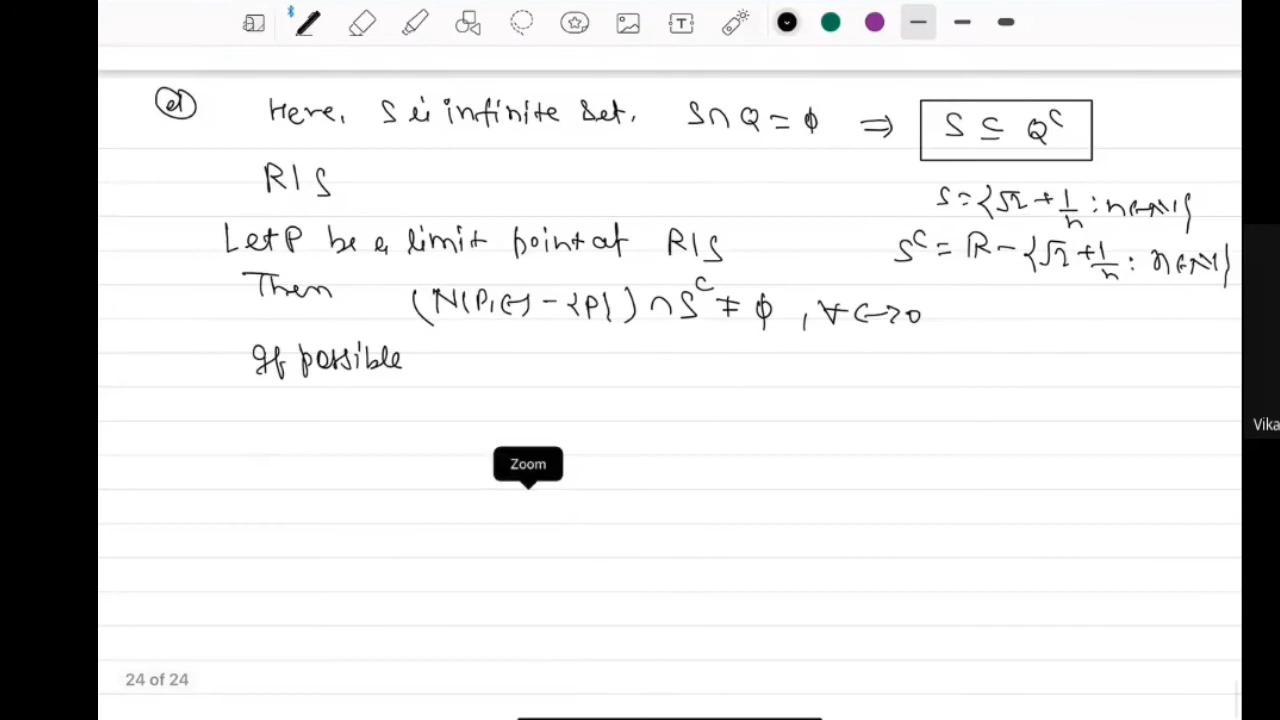 (d) Here, S is infinite set. S ∩ Q = ϕ ⇒ S ⊆ Q^c
R \ S
S = {√2 + 1/n : n ∈ N}
Let P be a limit point of R \ S
S^c = R - {√2 + 1/n : n ∈ N}
Then (N(P, ∈) - {P}) ∩ S^c ≠ ϕ , ∀ ∈ > 0
If possible
Zoom
Vika
24 of 24